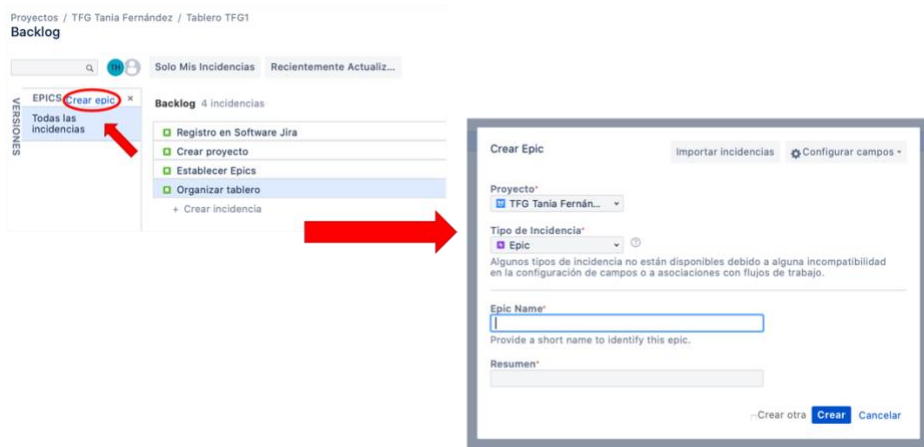 Proyectos / TFG Tania Fernández / Tablero TFG1
Backlog
TH
Solo Mis Incidencias
Recientemente Actualiz...
VERSIONES
EPICS Crear epic ×
Todas las
incidencias
Backlog 4 incidencias
Registro en Software Jira
Crear proyecto
Establecer Epics
Organizar tablero
+ Crear incidencia
Crear Epic
Importar incidencias
Configurar campos
Proyecto*
TFG Tania Fernán...
Tipo de Incidencia*
Epic
Algunos tipos de incidencia no están disponibles debido a alguna incompatibilidad
en la configuración de campos o a asociaciones con flujos de trabajo.
Epic Name*
Provide a short name to identify this epic.
Resumen*
Crear otra Crear Cancelar